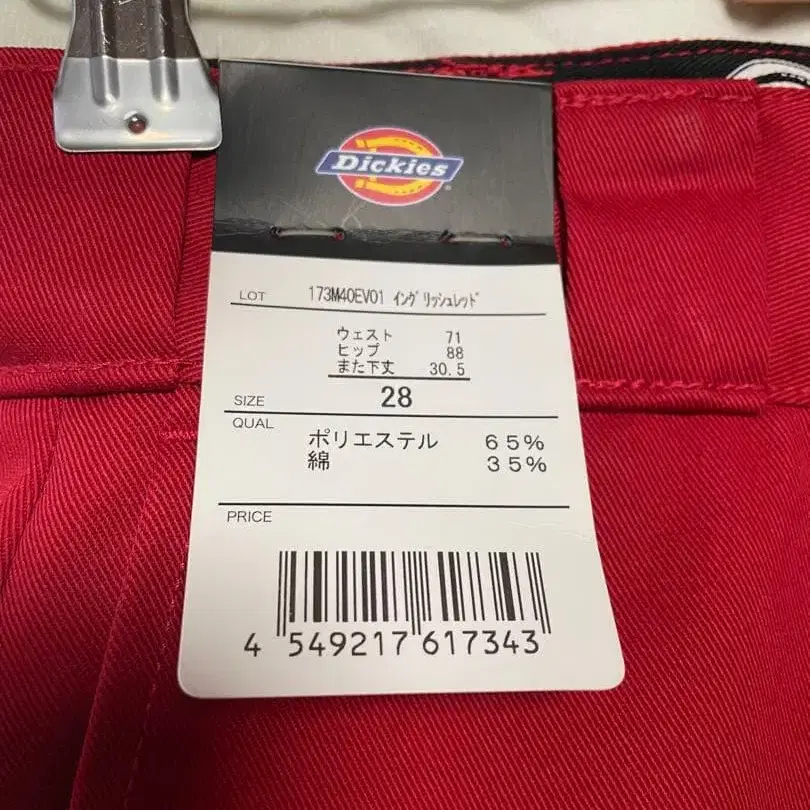 Dickies
LOT 173M40EV01 イングリッシュレッド
ウェスト 71
ヒップ 88
また下丈 30.5
SIZE 28
QUAL
ポリエステル 65%
綿 35%
PRICE
4 549217 617343